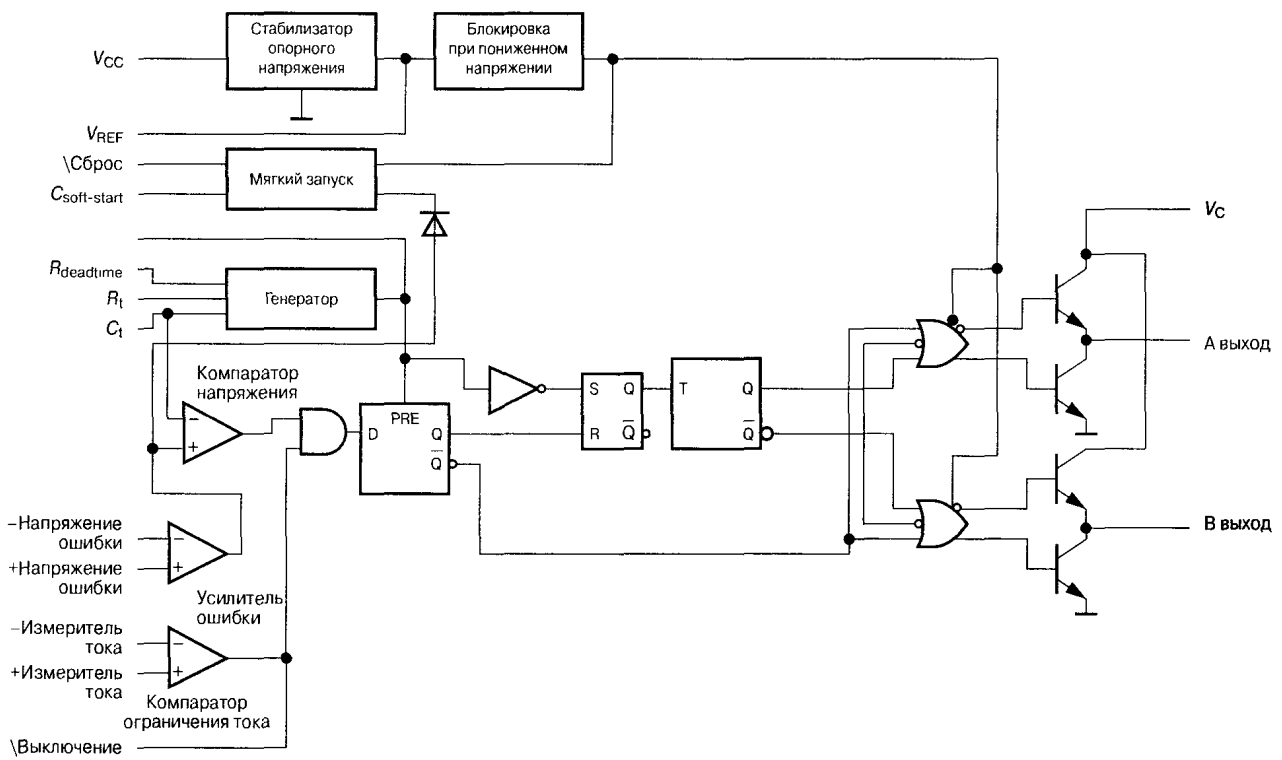 Стабилизатор
опорного
напряжения
Блокировка
при пониженном
напряжении
VCC
VREF
\Сброс
Мягкий запуск
Csoft-start
VC
Rdeadtime
Rt
Генератор
Ct
А выход
Компаратор
напряжения
−
+
PRE
D
Q
Q
S
Q
R
Q
T
Q
Q
−Напряжение
ошибки
−
+Напряжение
ошибки
+
В выход
Усилитель
ошибки
−Измеритель
тока
−
+Измеритель
тока
+
Компаратор
ограничения тока
\Выключение